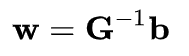 w = G⁻¹b